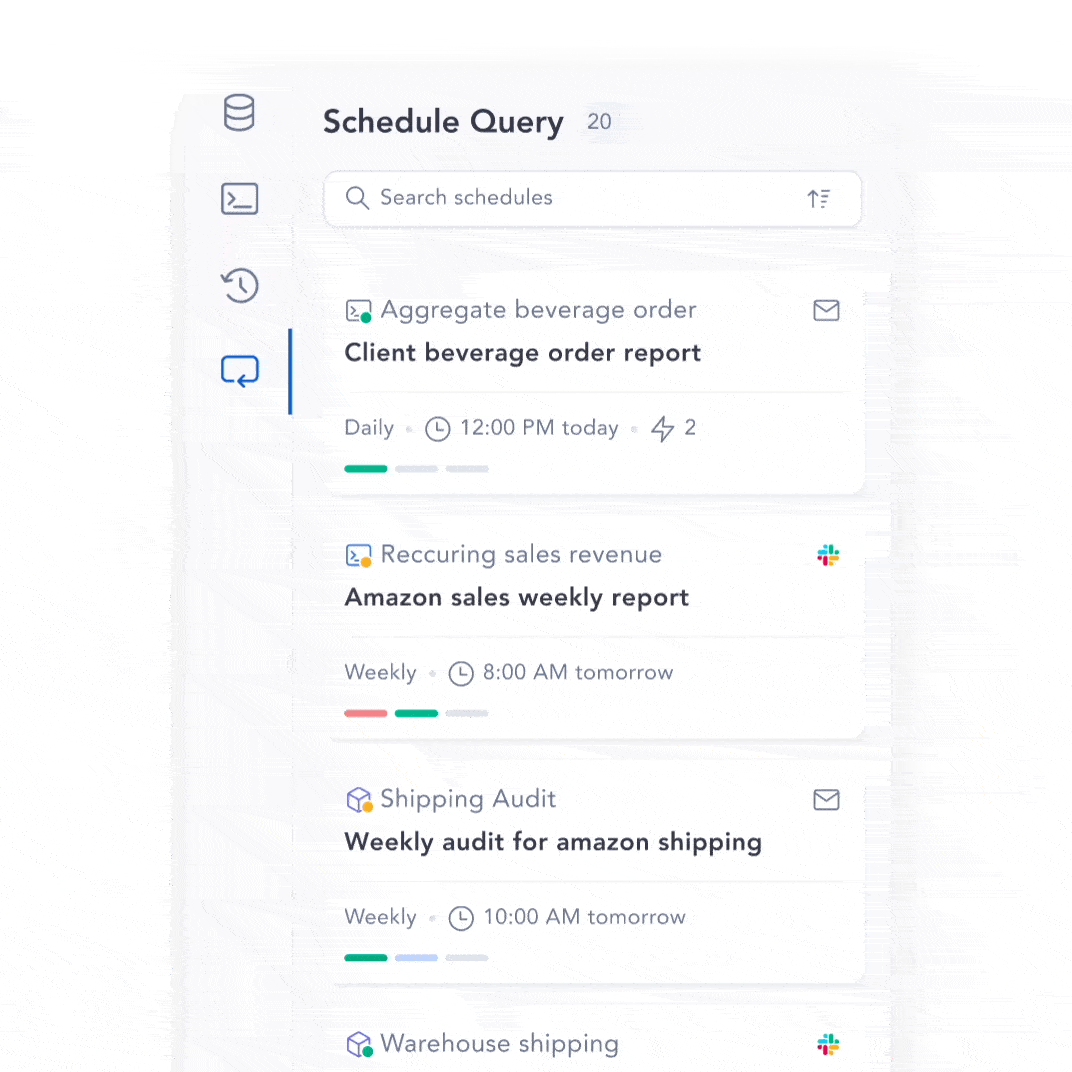 Schedule Query 20
Search schedules
Aggregate beverage order
Client beverage order report
Daily • 12:00 PM today • 2
Reccuring sales revenue
Amazon sales weekly report
Weekly • 8:00 AM tomorrow
Shipping Audit
Weekly audit for amazon shipping
Weekly • 10:00 AM tomorrow
Warehouse shipping